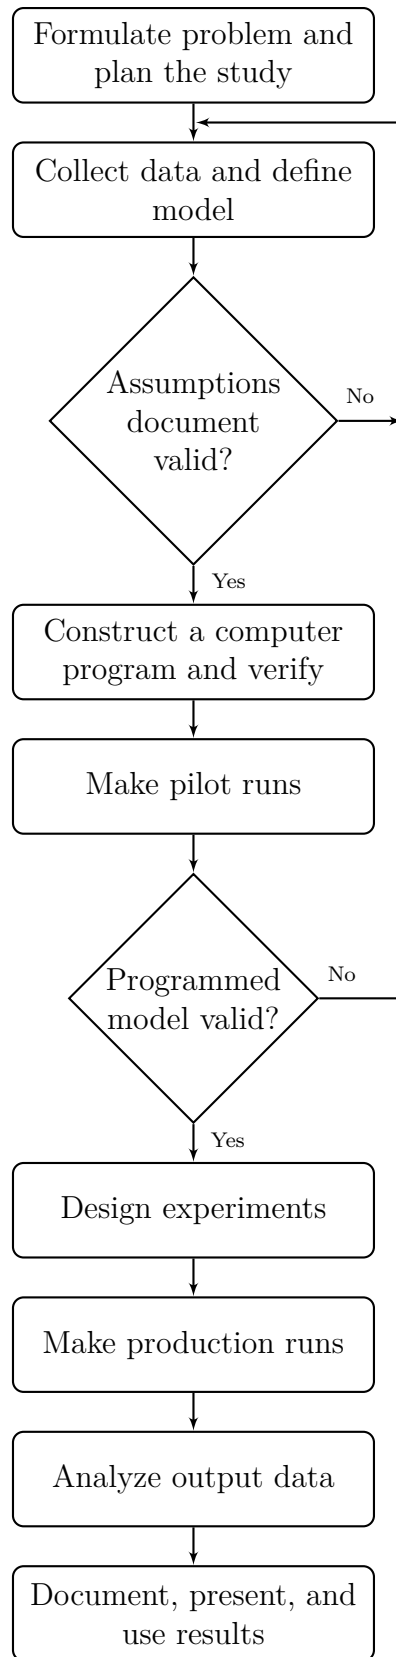 Formulate problem and
plan the study
Collect data and define
model
Assumptions
document
valid?
No
Yes
Construct a computer
program and verify
Make pilot runs
Programmed
model valid?
No
Yes
Design experiments
Make production runs
Analyze output data
Document, present, and
use results